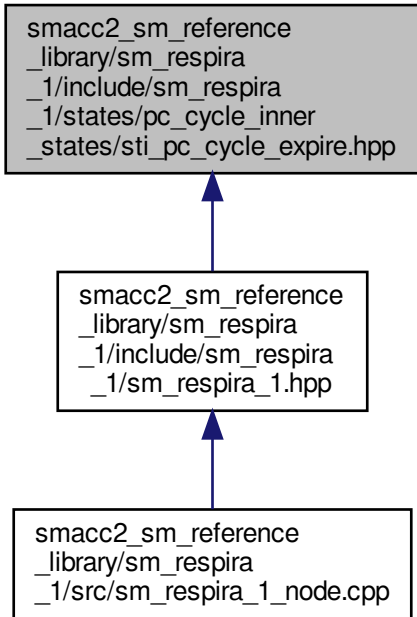 smacc2_sm_reference
_library/sm_respira
_1/include/sm_respira
_1/states/pc_cycle_inner
_states/sti_pc_cycle_expire.hpp
smacc2_sm_reference
_library/sm_respira
_1/include/sm_respira
_1/sm_respira_1.hpp
smacc2_sm_reference
_library/sm_respira
_1/src/sm_respira_1_node.cpp